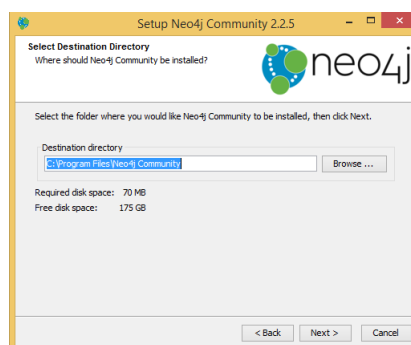 Setup Neo4j Community 2.2.5
Select Destination Directory
Where should Neo4j Community be installed?
neo4j
Select the folder where you would like Neo4j Community to be installed, then click Next.
Destination directory
C:\Program Files\Neo4j Community
Browse ...
Required disk space: 70 MB
Free disk space: 175 GB
< Back Next > Cancel